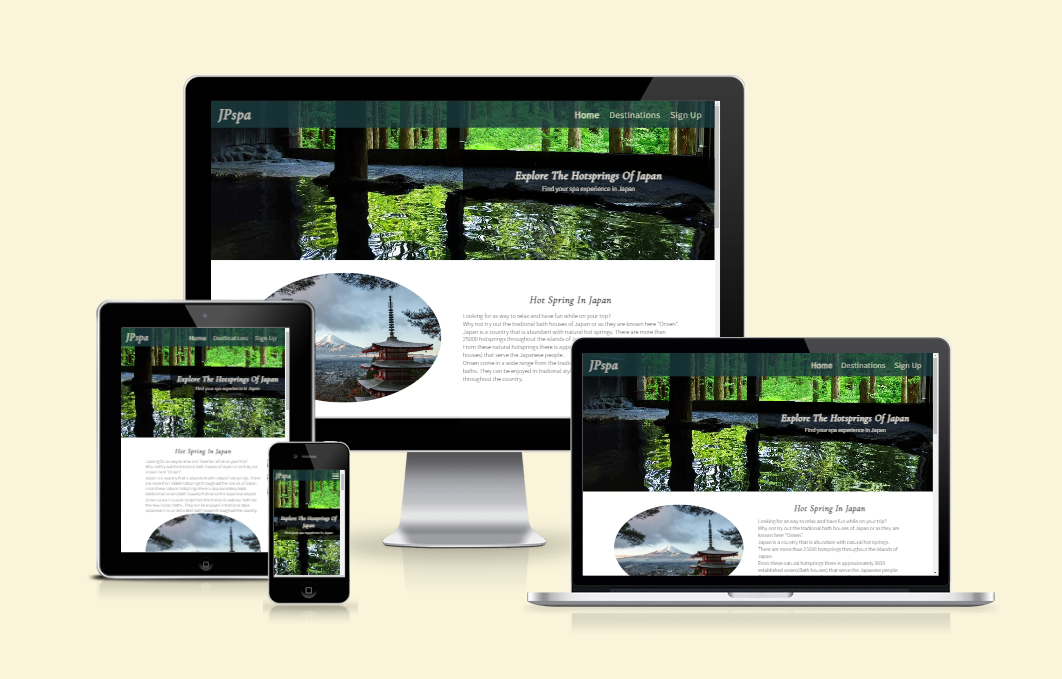 JPspa
Home Destinations Sign Up
Explore The Hotsprings Of Japan
Find your spa experience in Japan
Hot Spring In Japan
Looking for as way to relax and have fun while on your trip?
Why not try out the tradional bath houses of Japan or as they are known here "Onsen".
Japan is a country that is abundant with natural hot springs. There are more than
25000 hotsprings throughout the islands of
From these natural hotsprings there is
houses) that serve the Japanese people.
Onsen come in a wide range from the
baths. They can be enjoyed in tradional
throughout the country.
JPspa
Home Destinations Sign Up
Explore The Hotsprings Of Japan
Find your spa experience in Japan
Hot Spring In Japan
JPspa
Explore The Hotsprings Of
Japan
Find your spa experience in Japan
JPspa
Home Destinations Sign Up
Explore The Hotsprings Of Japan
Find your spa experience in Japan
Hot Spring In Japan
Looking for as way to relax and have fun while on your trip?
Why not try out the tradional bath houses of Japan or as they are
known here "Onsen".
Japan is a country that is abundant with natural hot springs.
There are more than 25000 hotsprings throughout the islands of
Japan.
From these natural hotsprings there is approximately 3000
established onsen(Bath houses) that serve the Japanese people.